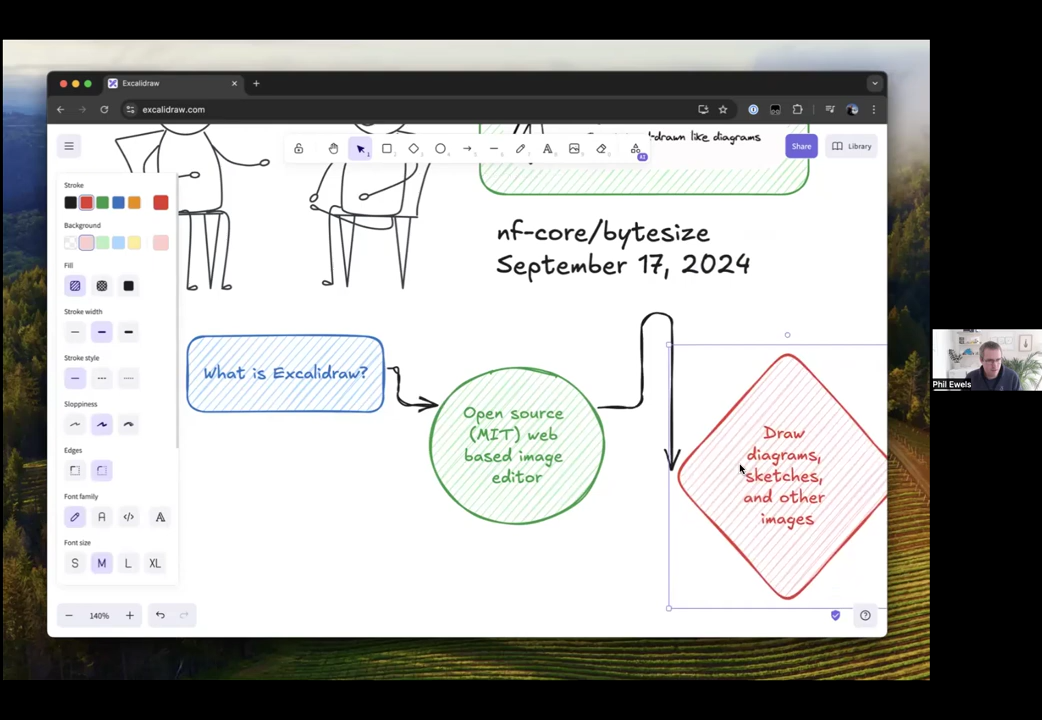 Excalidraw
excalidraw.com
drawn like diagrams
Share
Library
Stroke
Background
Fill
Stroke width
Stroke style
Sloppiness
Edges
Font family
Font size
S M L XL
140%
nf-core/bytesize
September 17, 2024
What is Excalidraw?
Open source
(MIT) web
based image
editor
Draw
diagrams,
sketches,
and other
images
Phil Ewels